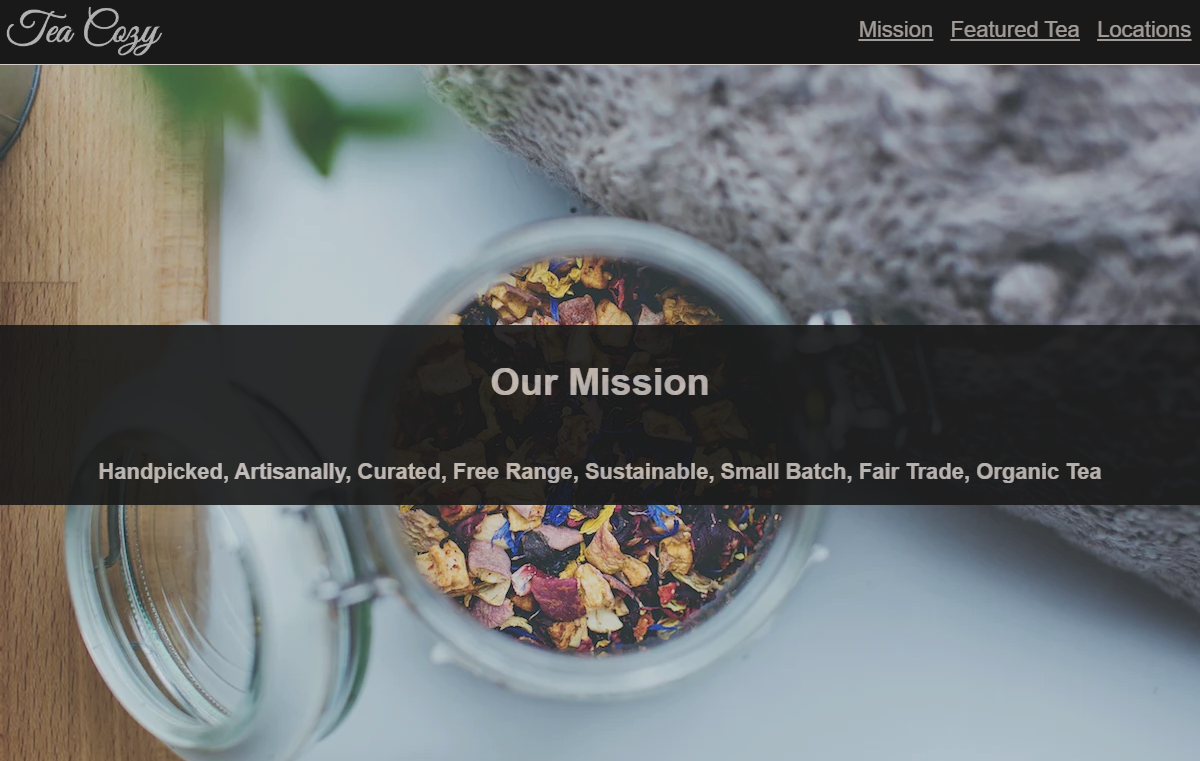 Tea Cozy
Mission Featured Tea Locations
Our Mission
Handpicked, Artisanally, Curated, Free Range, Sustainable, Small Batch, Fair Trade, Organic Tea